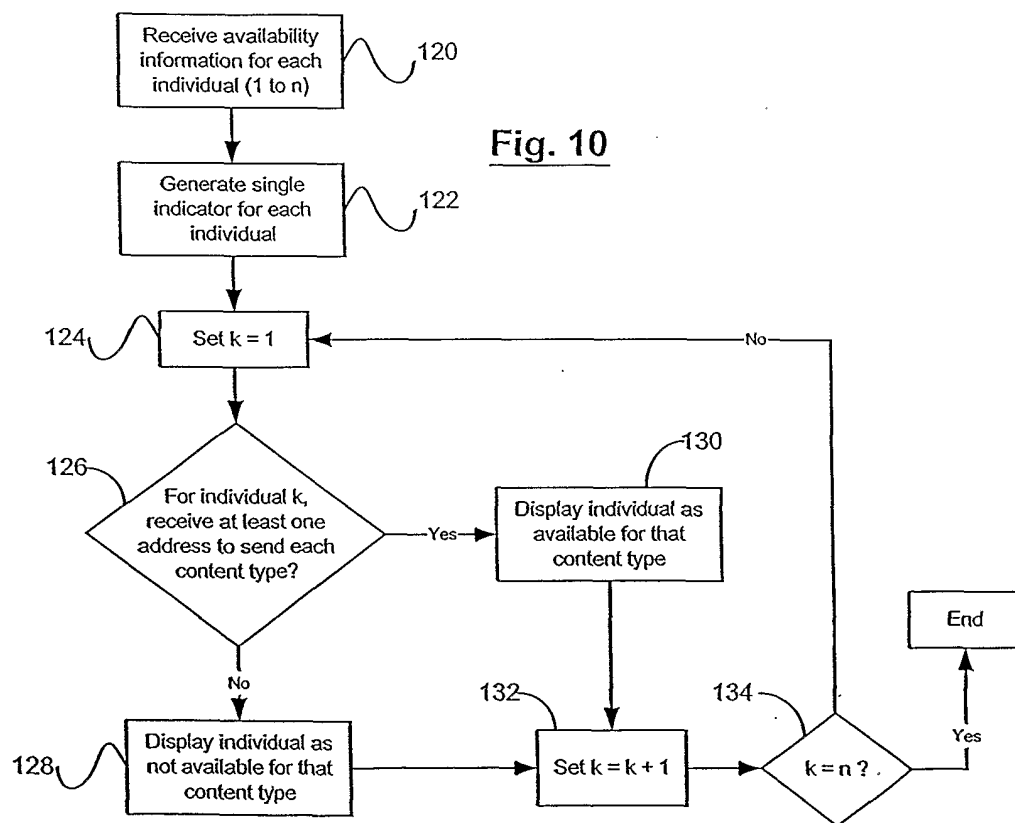 Receive availability
information for each
individual (1 to n)
120
Fig. 10
Generate single
indicator for each
individual
122
124
Set k = 1
No
126
For individual k,
receive at least one
address to send each
content type?
Yes
130
Display individual as
available for that
content type
No
128
Display individual as
not available for that
content type
132
Set k = k + 1
134
k = n ?
Yes
End